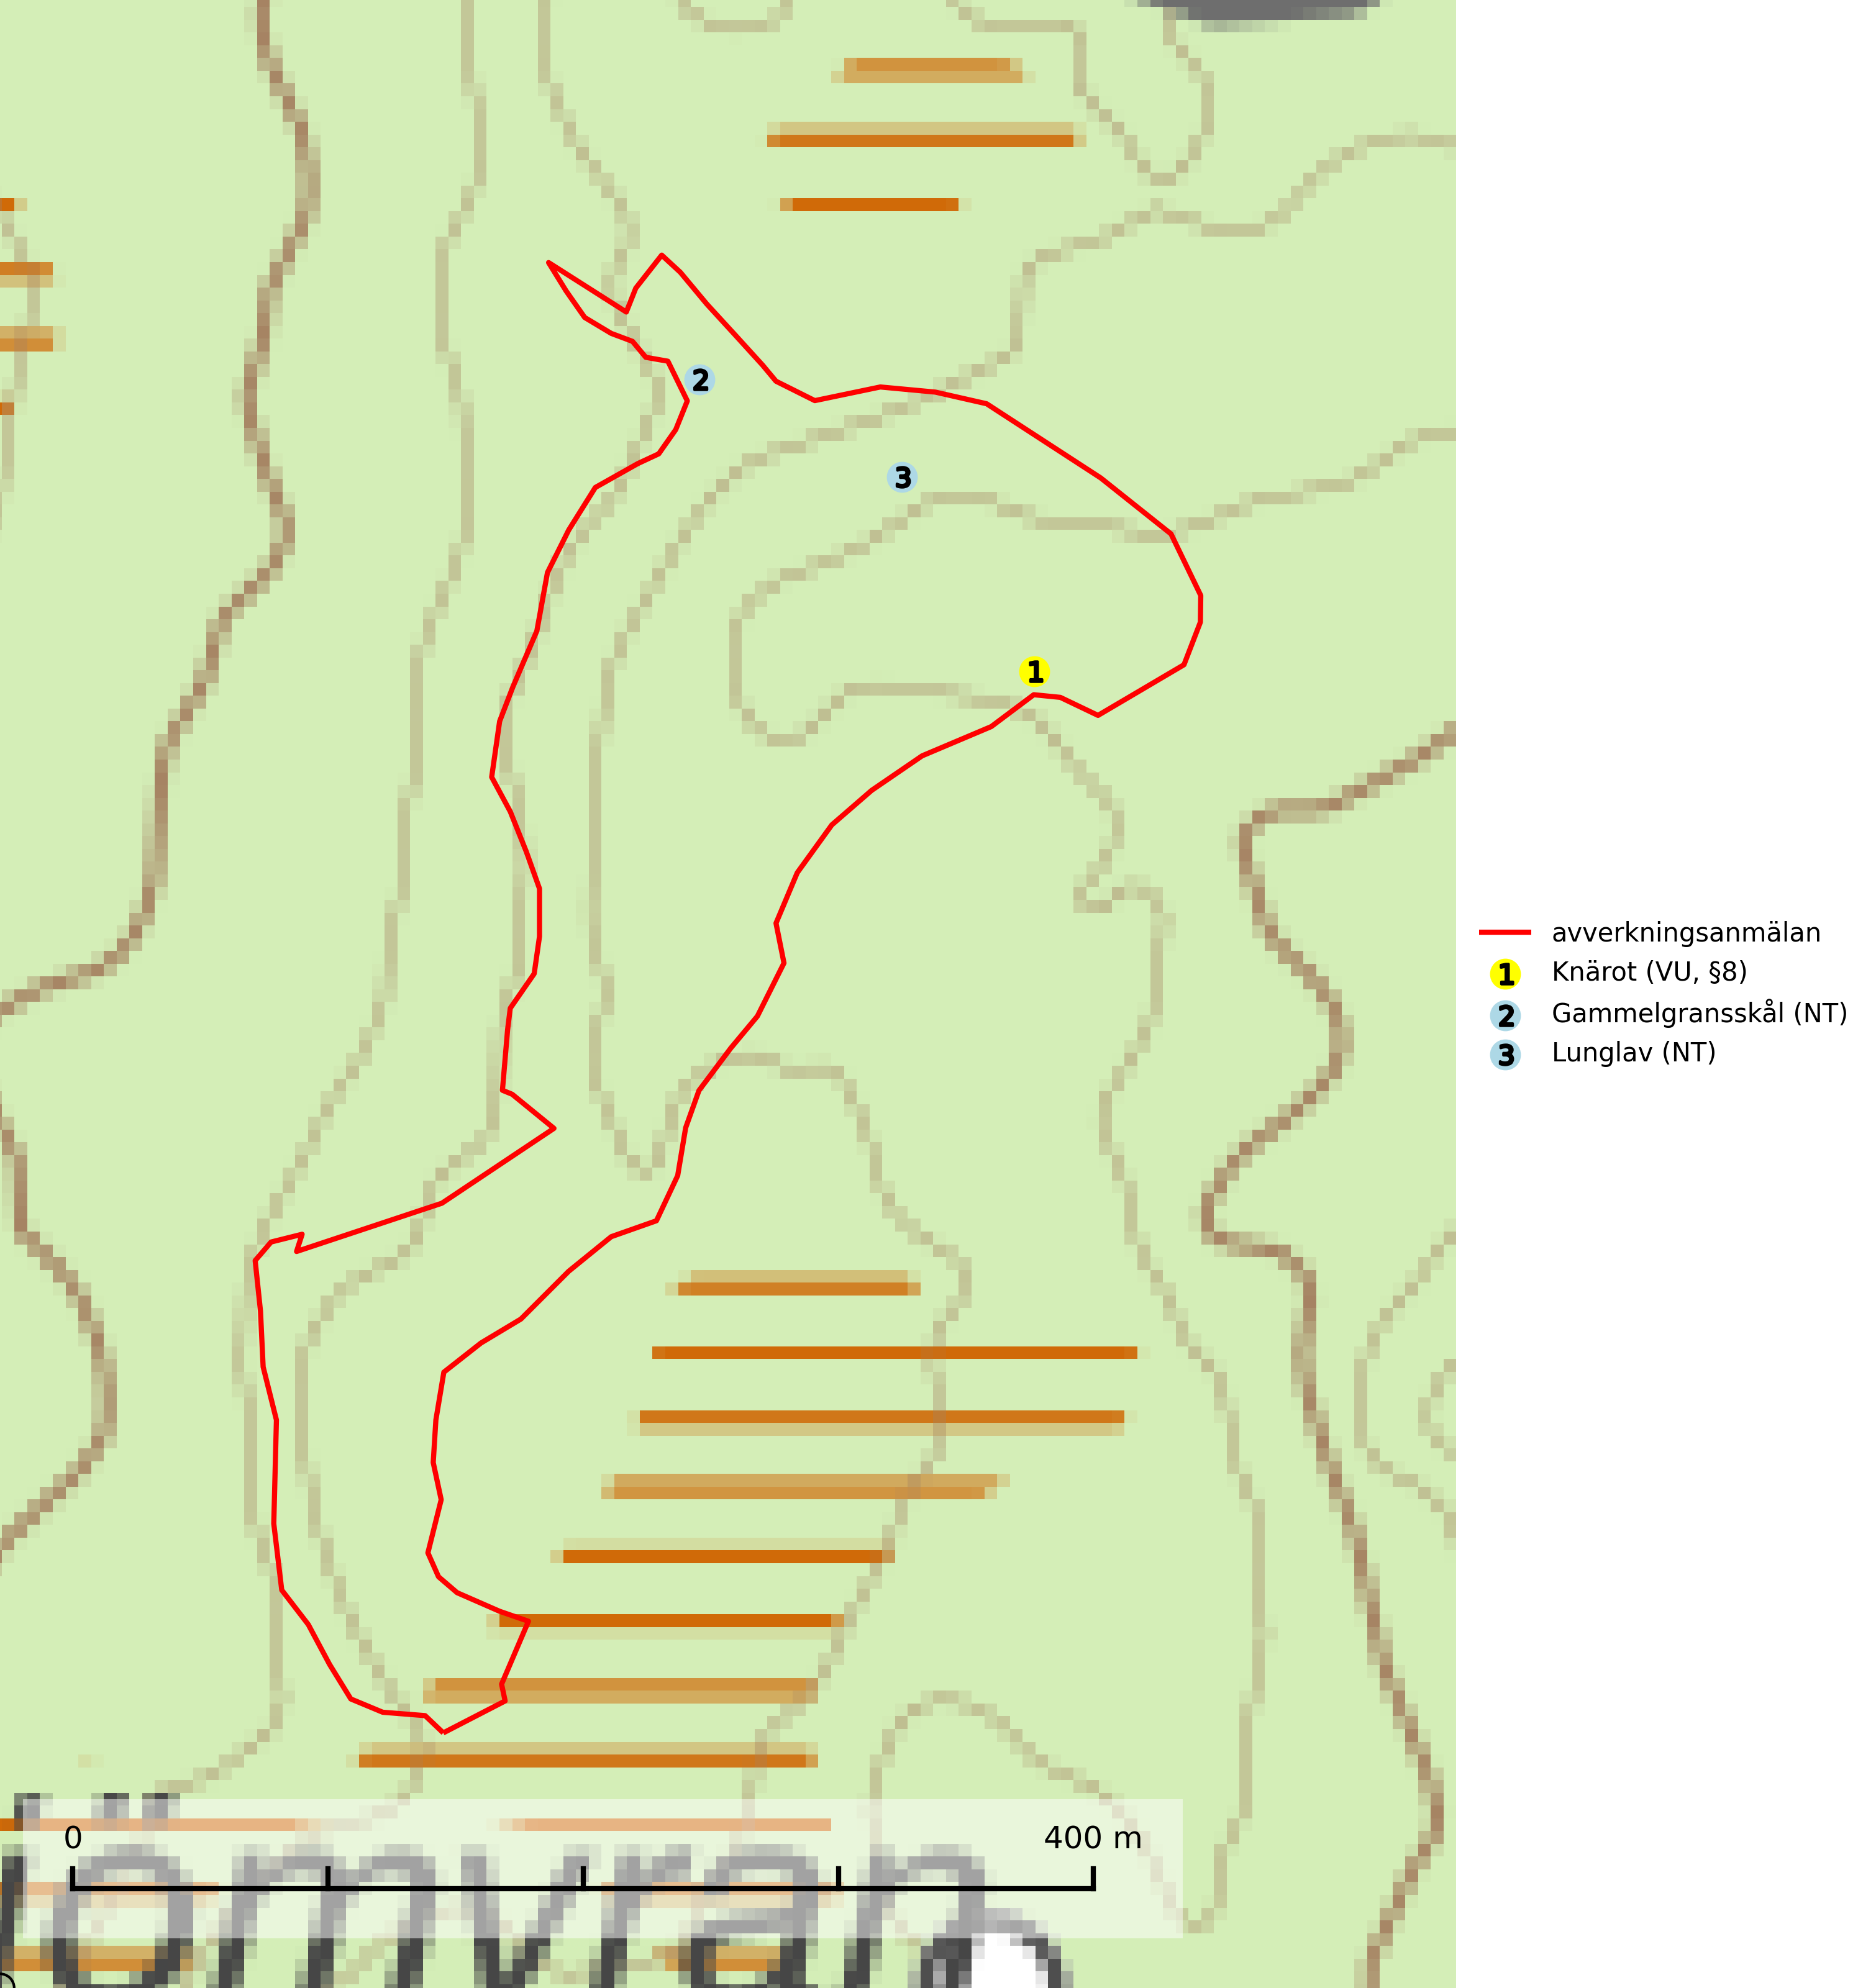 2
3
1
avverkningsanmälan
1 Knärot (VU, §8)
2 Gammelgransskål (NT)
3 Lunglav (NT)
0 400 m